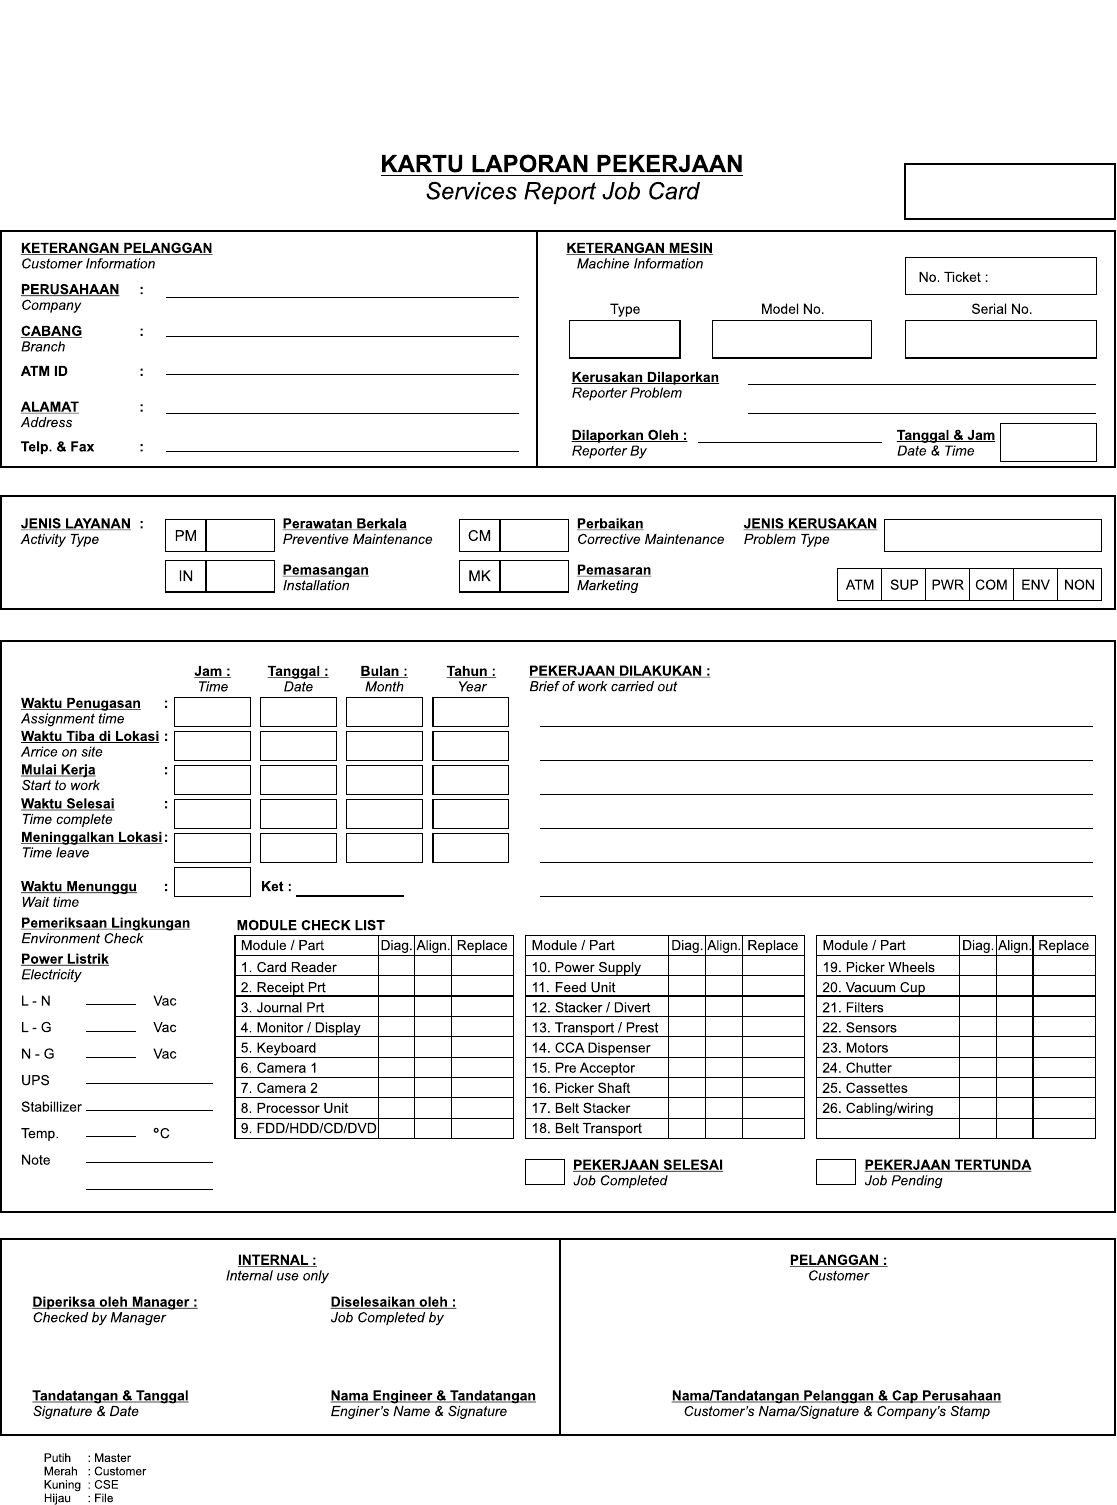 KARTU LAPORAN PEKERJAAN
Services Report Job Card
KETERANGAN PELANGGAN
Customer Information
PERUSAHAAN :
Company
CABANG :
Branch
ATM ID :
ALAMAT :
Address
Telp. & Fax :
KETERANGAN MESIN
Machine Information
No. Ticket :
Type Model No. Serial No.
Kerusakan Dilaporkan
Reporter Problem
Dilaporkan Oleh : Tanggal & Jam
Reporter By Date & Time
JENIS LAYANAN : PM Perawatan Berkala CM Perbaikan JENIS KERUSAKAN
Activity Type Preventive Maintenance Corrective Maintenance Problem Type
IN Pemasangan MK Pemasaran
Installation Marketing
ATM SUP PWR COM ENV NON
Jam : Tanggal : Bulan : Tahun :
Time Date Month Year
Waktu Penugasan :
Assignment time
Waktu Tiba di Lokasi :
Arrice on site
Mulai Kerja :
Start to work
Waktu Selesai :
Time complete
Meninggalkan Lokasi :
Time leave
Waktu Menunggu : Ket :
Wait time
PEKERJAAN DILAKUKAN :
Brief of work carried out
Pemeriksaan Lingkungan
Environment Check
Power Listrik
Electricity
L - N Vac
L - G Vac
N - G Vac
UPS
Stabillizer
Temp. °C
Note
MODULE CHECK LIST
Module / Part Diag. Align. Replace
1. Card Reader
2. Receipt Prt
3. Journal Prt
4. Monitor / Display
5. Keyboard
6. Camera 1
7. Camera 2
8. Processor Unit
9. FDD/HDD/CD/DVD
Module / Part Diag. Align. Replace
10. Power Supply
11. Feed Unit
12. Stacker / Divert
13. Transport / Prest
14. CCA Dispenser
15. Pre Acceptor
16. Picker Shaft
17. Belt Stacker
18. Belt Transport
Module / Part Diag. Align. Replace
19. Picker Wheels
20. Vacuum Cup
21. Filters
22. Sensors
23. Motors
24. Chutter
25. Cassettes
26. Cabling/wiring
PEKERJAAN SELESAI
Job Completed
PEKERJAAN TERTUNDA
Job Pending
INTERNAL :
Internal use only
Diperiksa oleh Manager : Diselesaikan oleh :
Checked by Manager Job Completed by
Tandatangan & Tanggal Nama Engineer & Tandatangan
Signature & Date Enginer's Name & Signature
PELANGGAN :
Customer
Nama/Tandatangan Pelanggan & Cap Perusahaan
Customer's Name/Signature & Company's Stamp
Putih : Master
Merah : Customer
Kuning : CSE
Hijau : File